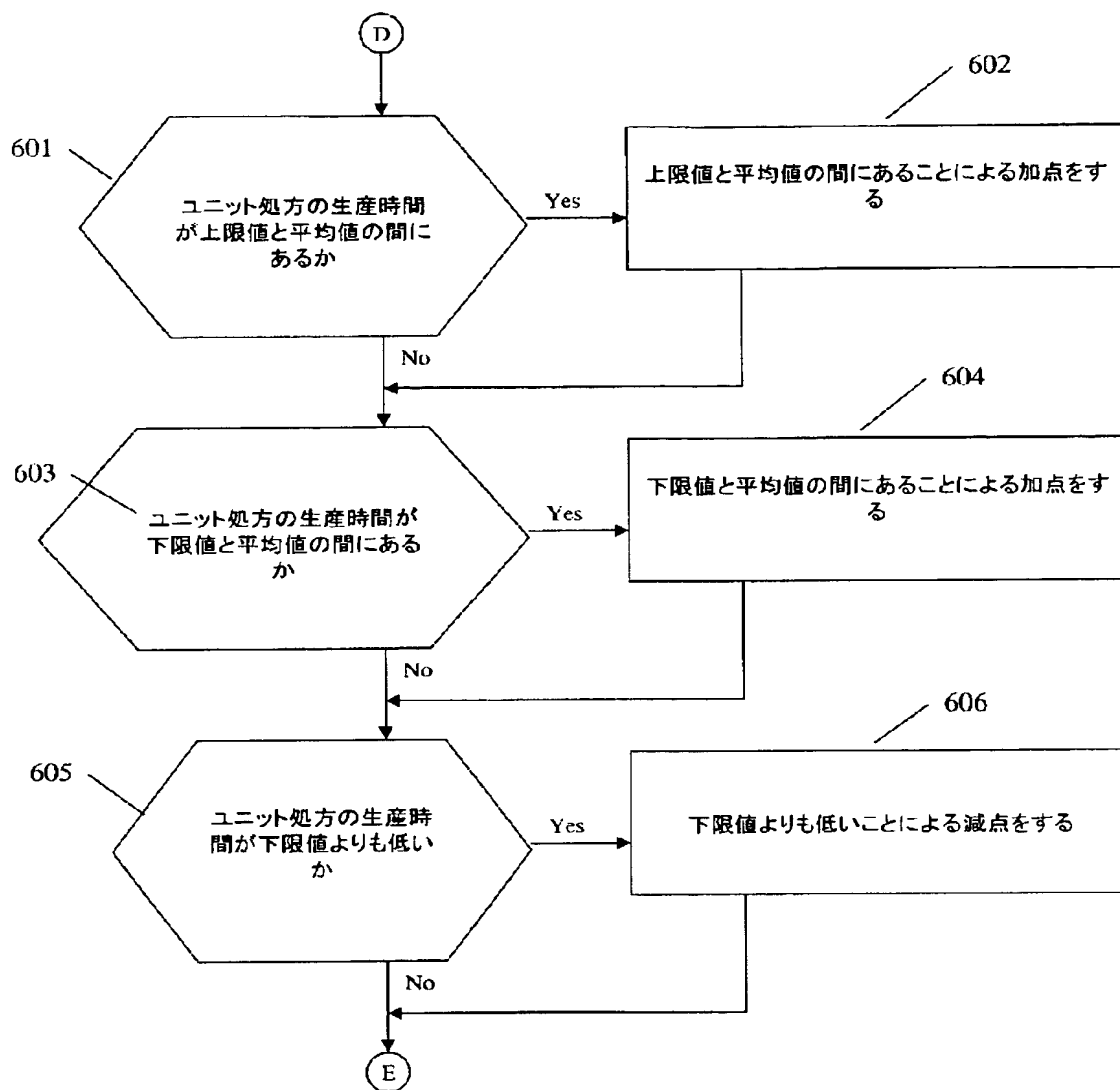 D
602
601
上限値と平均値の間にあることによる加点をす
る
Yes
ユニット処方の生産時間
が上限値と平均値の間に
あるか
No
604
603
下限値と平均値の間にあることによる加点をす
る
Yes
ユニット処方の生産時間が
下限値と平均値の間にある
か
No
606
605
下限値よりも低いことによる減点をする
Yes
ユニット処方の生産時
間が下限値よりも低い
か
No
E